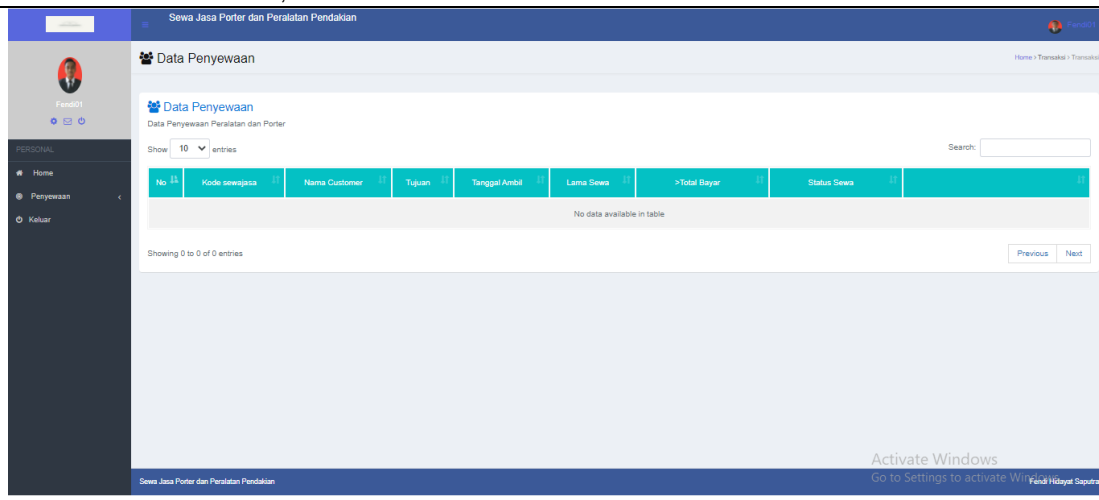 Sewa Jasa Porter dan Peralatan Pendakian
Fendi01
Data Penyewaan
Home > Transaksi > Transaksi
Fendi01
PERSONAL
Home
Penyewaan
Keluar
Data Penyewaan
Data Penyewaan Peralatan dan Porter
Show 10 entries
Search:
No Kode sewajasa Nama Customer Tujuan Tanggal Ambil Lama Sewa >Total Bayar Status Sewa
No data available in table
Showing 0 to 0 of 0 entries
Previous Next
Activate Windows
Go to Settings to activate Windows.
Sewa Jasa Porter dan Peralatan Pendakian
Fendi Hidayat Saputra